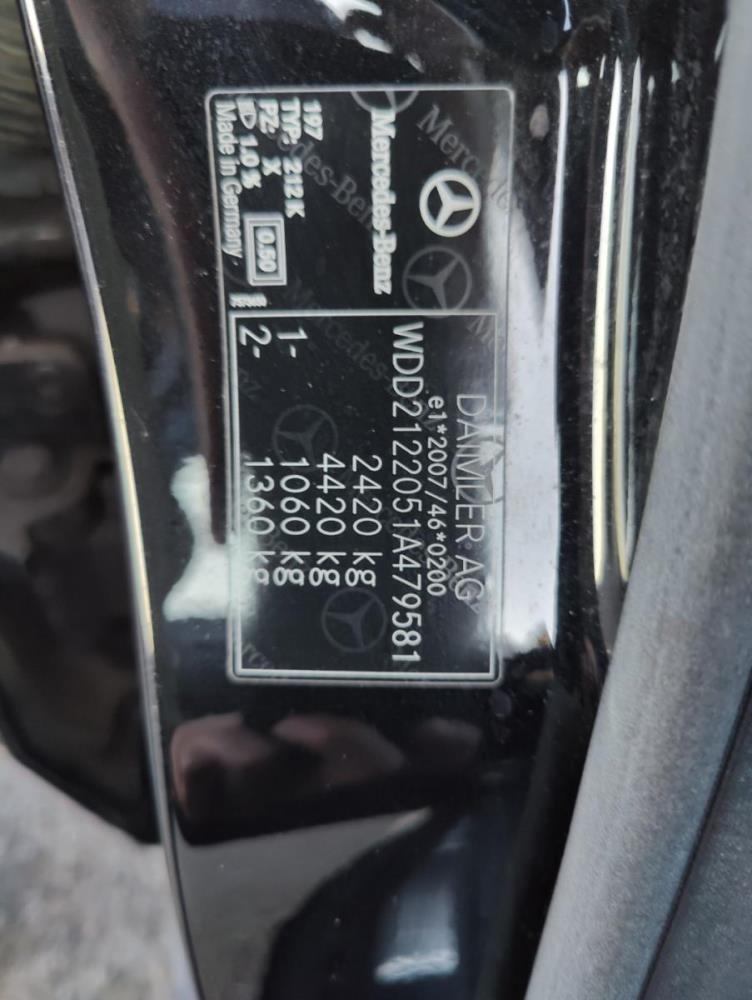 Mercedes-Benz
197
TYP: 212 K
PZ: X
1.0 %
0.50
Made in Germany
DAIMLER AG
e1*2007/46*0200
WDD2122051A479581
2420 kg
4420 kg
1- 1060 kg
2- 1360 kg